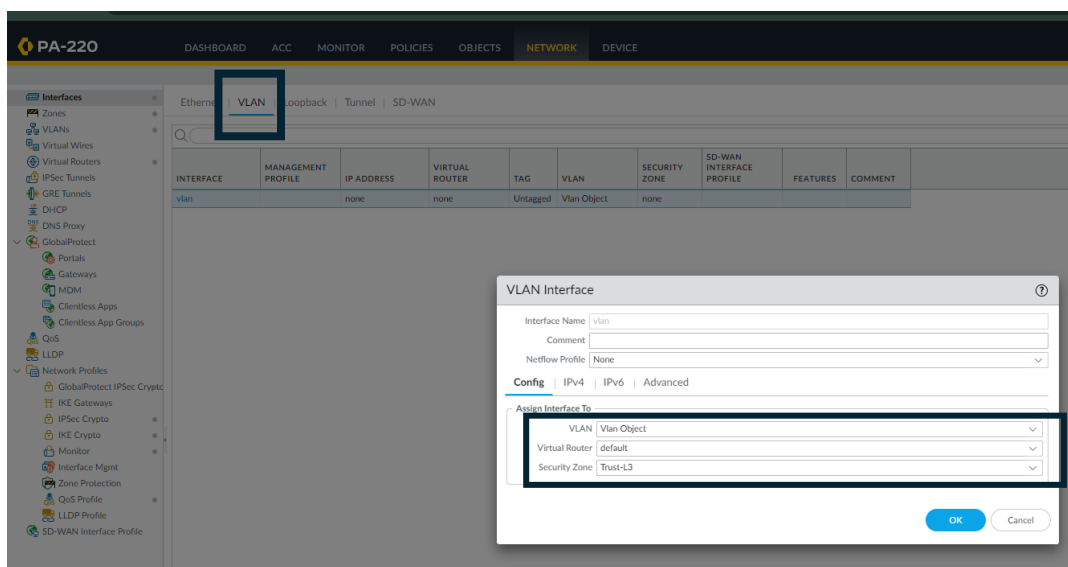 PA-220 DASHBOARD ACC MONITOR POLICIES OBJECTS NETWORK DEVICE
Interfaces
Zones
VLANs
Virtual Wires
Virtual Routers
IPSec Tunnels
GRE Tunnels
DHCP
DNS Proxy
GlobalProtect
Portals
Gateways
MDM
Clientless Apps
Clientless App Groups
QoS
LLDP
Network Profiles
GlobalProtect IPSec Crypto
IKE Gateways
IPSec Crypto
IKE Crypto
Monitor
Interface Mgmt
Zone Protection
QoS Profile
LLDP Profile
SD-WAN Interface Profile
Ethernet | VLAN | Loopback | Tunnel | SD-WAN
INTERFACE MANAGEMENT PROFILE IP ADDRESS VIRTUAL ROUTER TAG VLAN SECURITY ZONE SD-WAN INTERFACE PROFILE FEATURES COMMENT
vlan none none Untagged Vlan Object none
VLAN Interface
Interface Name vlan
Comment
Netflow Profile None
Config | IPv4 | IPv6 | Advanced
Assign Interface To
VLAN Vlan Object
Virtual Router default
Security Zone Trust-L3
OK Cancel